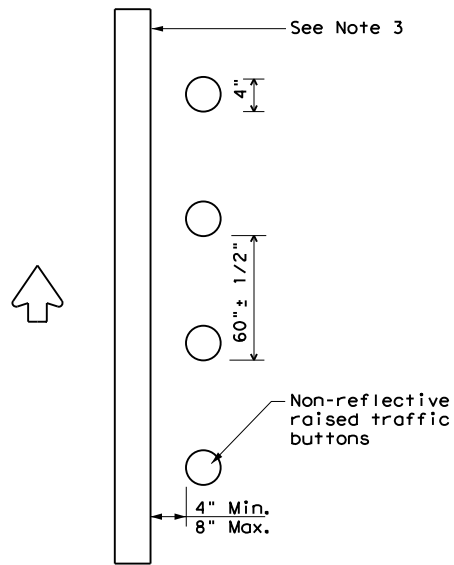 See Note 3
4"
60"± 1/2"
Non-reflective
raised traffic
buttons
4" Min.
8" Max.